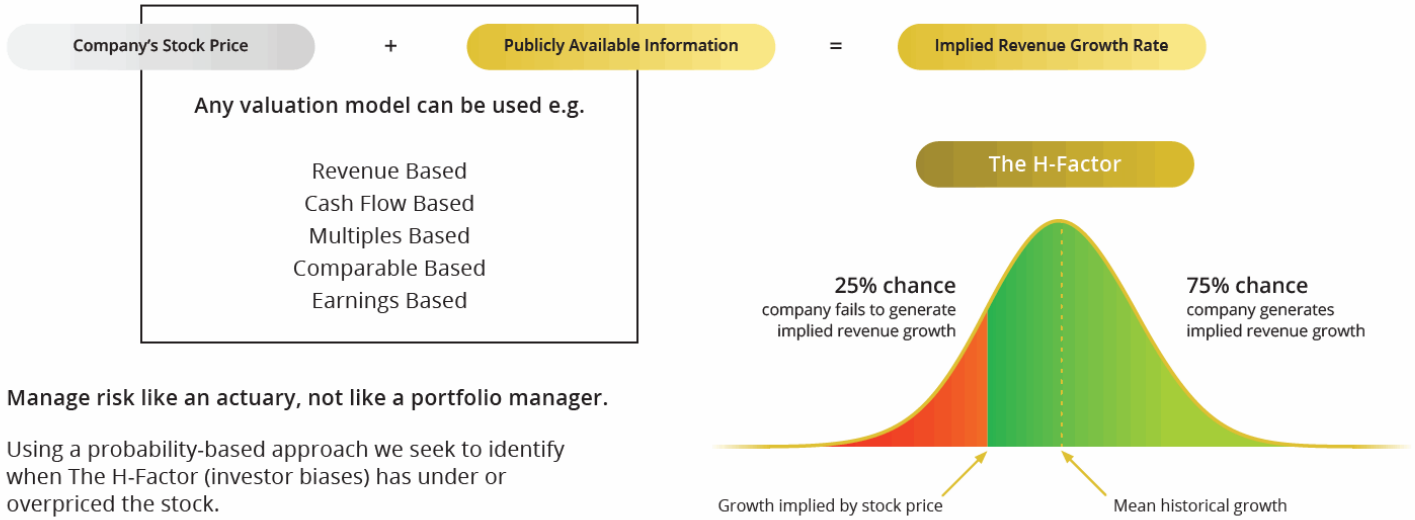 Company's Stock Price + Publicly Available Information = Implied Revenue Growth Rate
Any valuation model can be used e.g.
Revenue Based
Cash Flow Based
Multiples Based
Comparable Based
Earnings Based
Manage risk like an actuary, not like a portfolio manager.
Using a probability-based approach we seek to identify
when The H-Factor (investor biases) has under or
overpriced the stock.
The H-Factor
25% chance
company fails to generate
implied revenue growth
75% chance
company generates
implied revenue growth
Growth implied by stock price
Mean historical growth